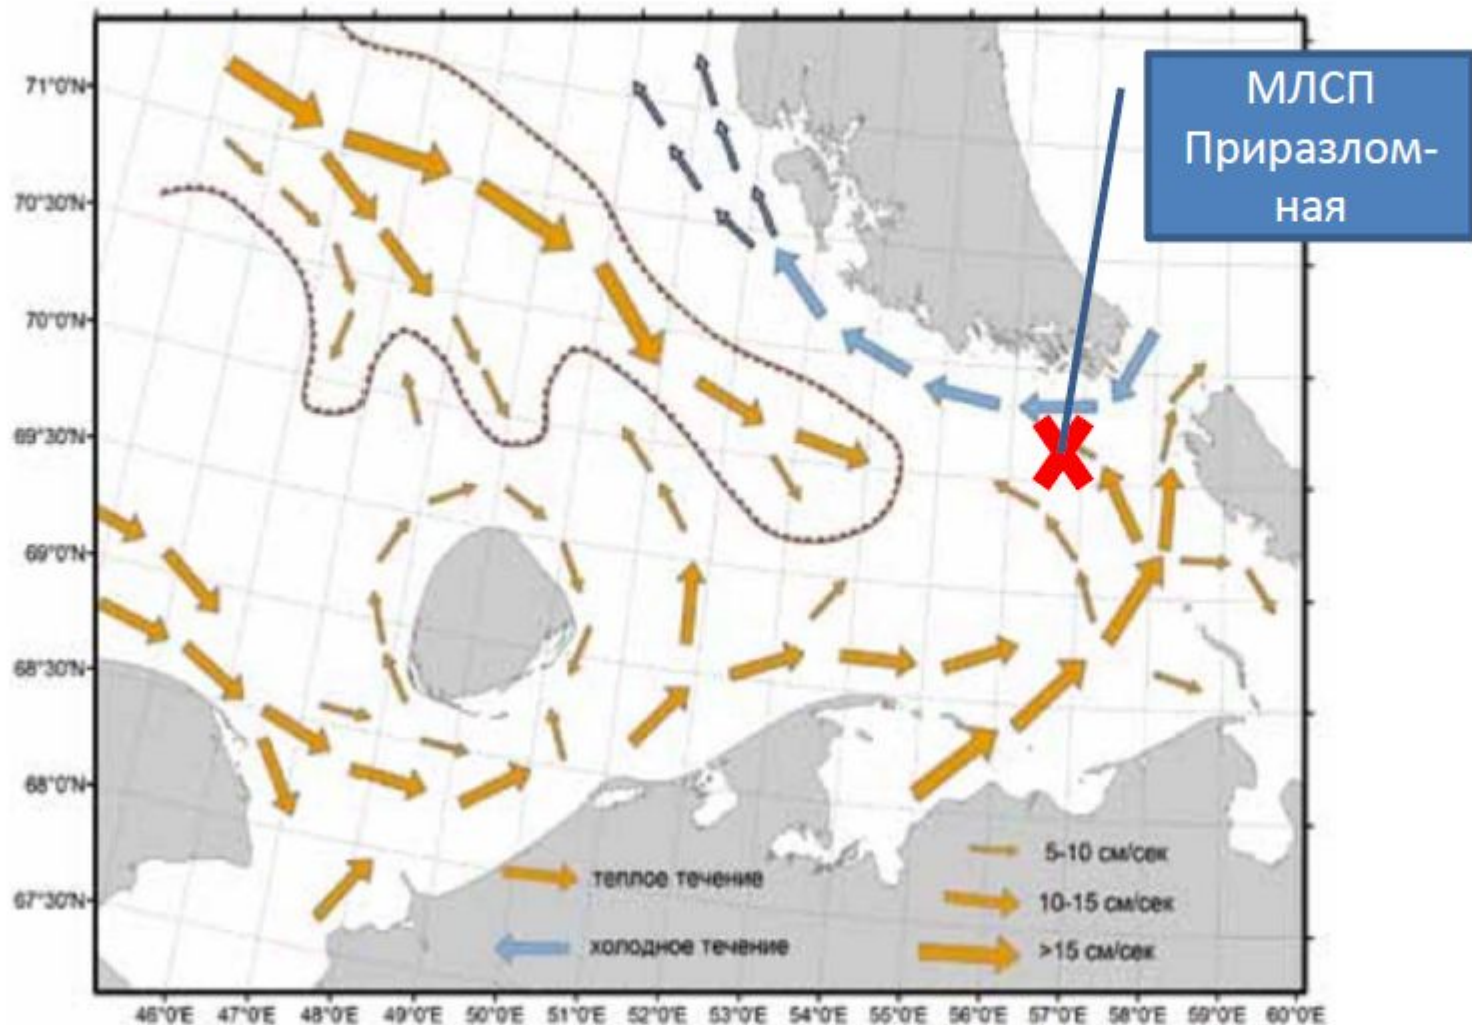 МЛСП
Приразлом-
ная
71°0'N
70°30'N
70°0'N
69°30'N
69°0'N
68°30'N
68°0'N
67°30'N
теплое течение
холодное течение
5-10 см/сек
10-15 см/сек
>15 см/сек
46°0'E 47°0'E 48°0'E 49°0'E 50°0'E 51°0'E 52°0'E 53°0'E 54°0'E 55°0'E 56°0'E 57°0'E 58°0'E 59°0'E 60°0'E